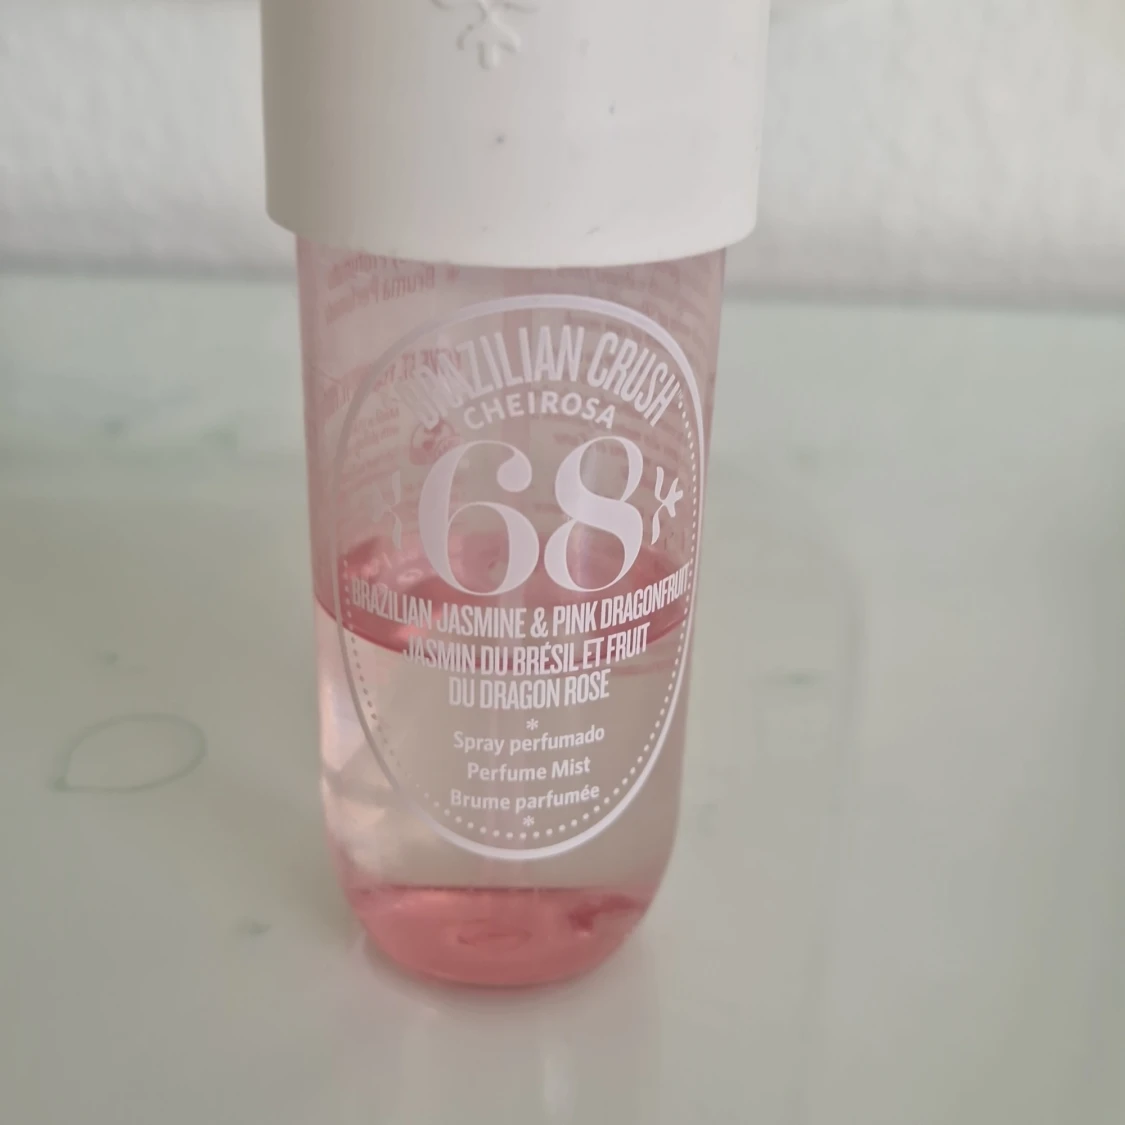 BRAZILIAN CRUSH
CHEIROSA
68
BRAZILIAN JASMINE & PINK DRAGONFRUIT
JASMIN DU BRÉSIL ET FRUIT
DU DRAGON ROSE
Spray perfumado
Perfume Mist
Brume parfumée